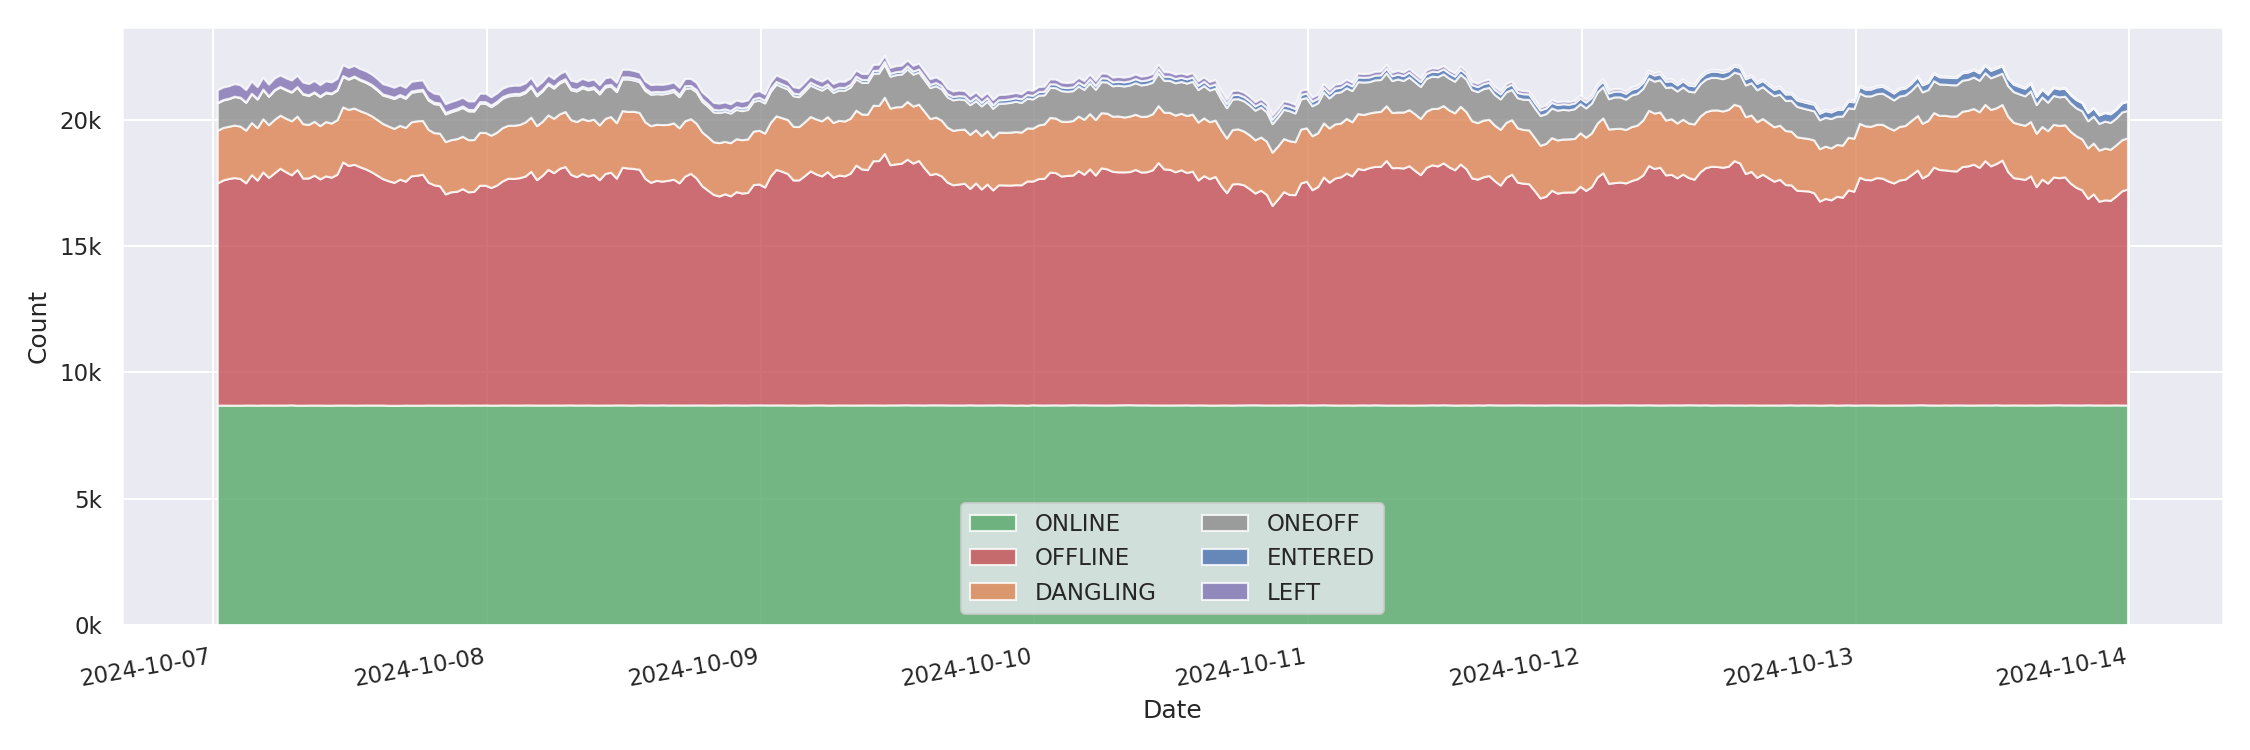 20k
15k
10k
5k
0k
Count
ONLINE
OFFLINE
DANGLING
ONEOFF
ENTERED
LEFT
2024-10-07
2024-10-08
2024-10-09
2024-10-10
2024-10-11
2024-10-12
2024-10-13
2024-10-14
Date